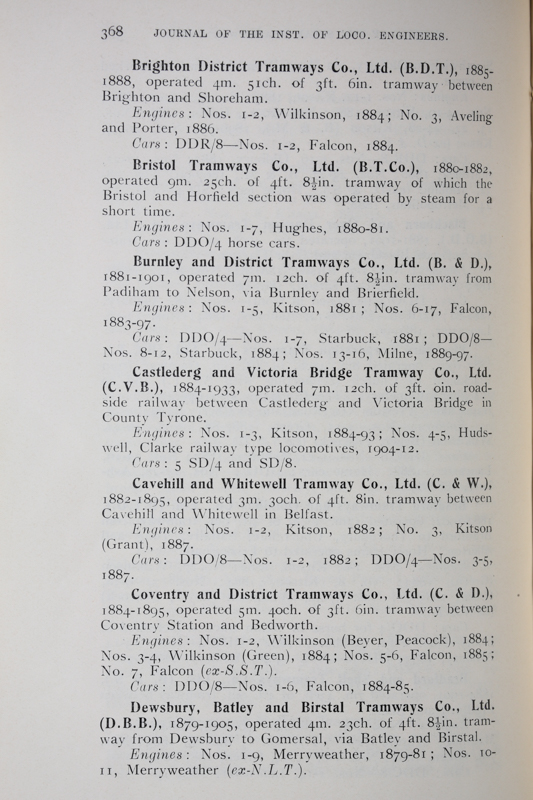 368 JOURNAL OF THE INST. OF LOCO. ENGINEERS.
Brighton District Tramways Co., Ltd. (B.D.T.), 1885-
1888, operated 4m. 51ch. of 3ft. 6in. tramway between
Brighton and Shoreham.
Engines: Nos. 1-2, Wilkinson, 1884; No. 3, Aveling
and Porter, 1886.
Cars: DDR/8—Nos. 1-2, Falcon, 1884.
Bristol Tramways Co., Ltd. (B.T.Co.), 1880-1882,
operated 9m. 25ch. of 4ft. 8½in. tramway of which the
Bristol and Horfield section was operated by steam for a
short time.
Engines: Nos. 1-7, Hughes, 1880-81.
Cars: DDO/4 horse cars.
Burnley and District Tramways Co., Ltd. (B. & D.),
1881-1901, operated 7m. 12ch. of 4ft. 8½in. tramway from
Padiham to Nelson, via Burnley and Brierfield.
Engines: Nos. 1-5, Kitson, 1881; Nos. 6-17, Falcon,
1883-97.
Cars: DDO/4—Nos. 1-7, Starbuck, 1881; DDO/8—
Nos. 8-12, Starbuck, 1884; Nos. 13-16, Milne, 1889-97.
Castlederg and Victoria Bridge Tramway Co., Ltd.
(C.V.B.), 1884-1933, operated 7m. 12ch. of 3ft. 0in. road-
side railway between Castlederg and Victoria Bridge in
County Tyrone.
Engines: Nos. 1-3, Kitson, 1884-93; Nos. 4-5, Huds-
well, Clarke railway type locomotives, 1904-12.
Cars: 5 SD/4 and SD/8.
Cavehill and Whitewell Tramway Co., Ltd. (C. & W.),
1882-1895, operated 3m. 30ch. of 4ft. 8in. tramway between
Cavehill and Whitewell in Belfast.
Engines: Nos. 1-2, Kitson, 1882; No. 3, Kitson
(Grant), 1887.
Cars: DDO/8—Nos. 1-2, 1882; DDO/4—Nos. 3-5,
1887.
Coventry and District Tramways Co., Ltd. (C. & D.),
1884-1895, operated 5m. 40ch. of 3ft. 6in. tramway between
Coventry Station and Bedworth.
Engines: Nos. 1-2, Wilkinson (Beyer, Peacock), 1884;
Nos. 3-4, Wilkinson (Green), 1884; Nos. 5-6, Falcon, 1885;
No. 7, Falcon (ex-S.S.T.).
Cars: DDO/8—Nos. 1-6, Falcon, 1884-85.
Dewsbury, Batley and Birstal Tramways Co., Ltd.
(D.B.B.), 1879-1905, operated 4m. 23ch. of 4ft. 8½in. tram-
way from Dewsbury to Gomersal, via Batley and Birstal.
Engines: Nos. 1-9, Merryweather, 1879-81; Nos. 10-
11, Merryweather (ex-N.L.T.).